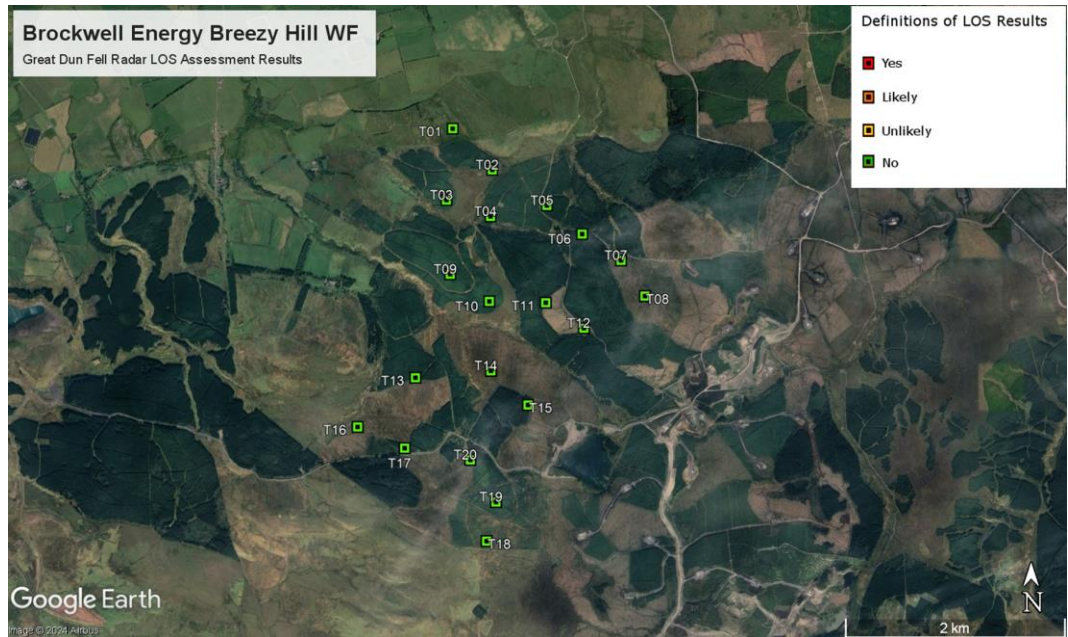 Brockwell Energy Breezy Hill WF
Great Dun Fell Radar LOS Assessment Results
Definitions of LOS Results
Yes
Likely
Unlikely
No
T01
T02
T03
T04
T05
T06
T07
T09
T08
T10
T11
T12
T14
T13
T15
T16
T17
T20
T19
T18
Google Earth
Image © 2024 Airbus
N
2 km